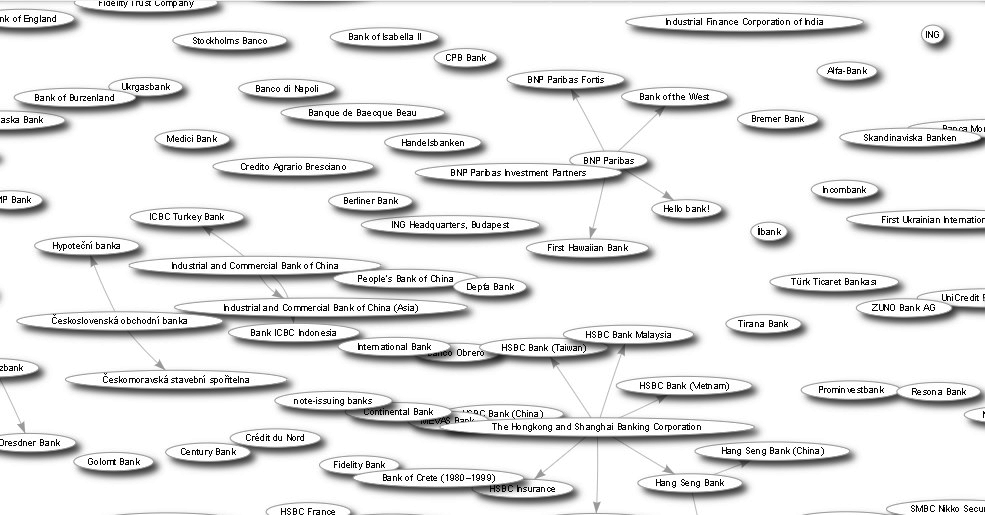 Fidelity Trust Company
nk of England
Industrial Finance Corporation of India
Stockholms Banco
Bank of Isabella II
ING
CPB Bank
Alfa-Bank
BNP Paribas Fortis
Ukrgasbank
Banco di Napoli
Bank of Burzenland
Bank of the West
Banque de Baecque Beau
aska Bank
Bremer Bank
Skandinaviska Banken
Medici Bank
Handelsbanken
BNP Paribas
Credito Agrario Bresciano
BNP Paribas Investment Partners
Incombank
MP Bank
Berliner Bank
Hello bank!
ICBC Turkey Bank
First Ukrainian Internation
ING Headquarters, Budapest
İlbank
Hypoteční banka
First Hawaiian Bank
Industrial and Commercial Bank of China
People's Bank of China
Türk Ticaret Bankası
Depfa Bank
UniCredit
Industrial and Commercial Bank of China (Asia)
ZUNO Bank AG
Československá obchodní banka
Tirana Bank
Bank ICBC Indonesia
HSBC Bank Malaysia
International Bank
HSBC Bank (Taiwan)
Obrero
zbank
Českomoravská stavební spořitelna
HSBC Bank (Vietnam)
Prominvestbank
Resona Bank
note-issuing banks
Continental Bank
HSBC Bank (China)
MEVAS Bank
The Hongkong and Shanghai Banking Corporation
Crédit du Nord
Dresdner Bank
Century Bank
Hang Seng Bank (China)
Golomt Bank
Fidelity Bank
Bank of Crete (1980–1999)
Hang Seng Bank
HSBC Insurance
HSBC France
SMBC Nikko Secur